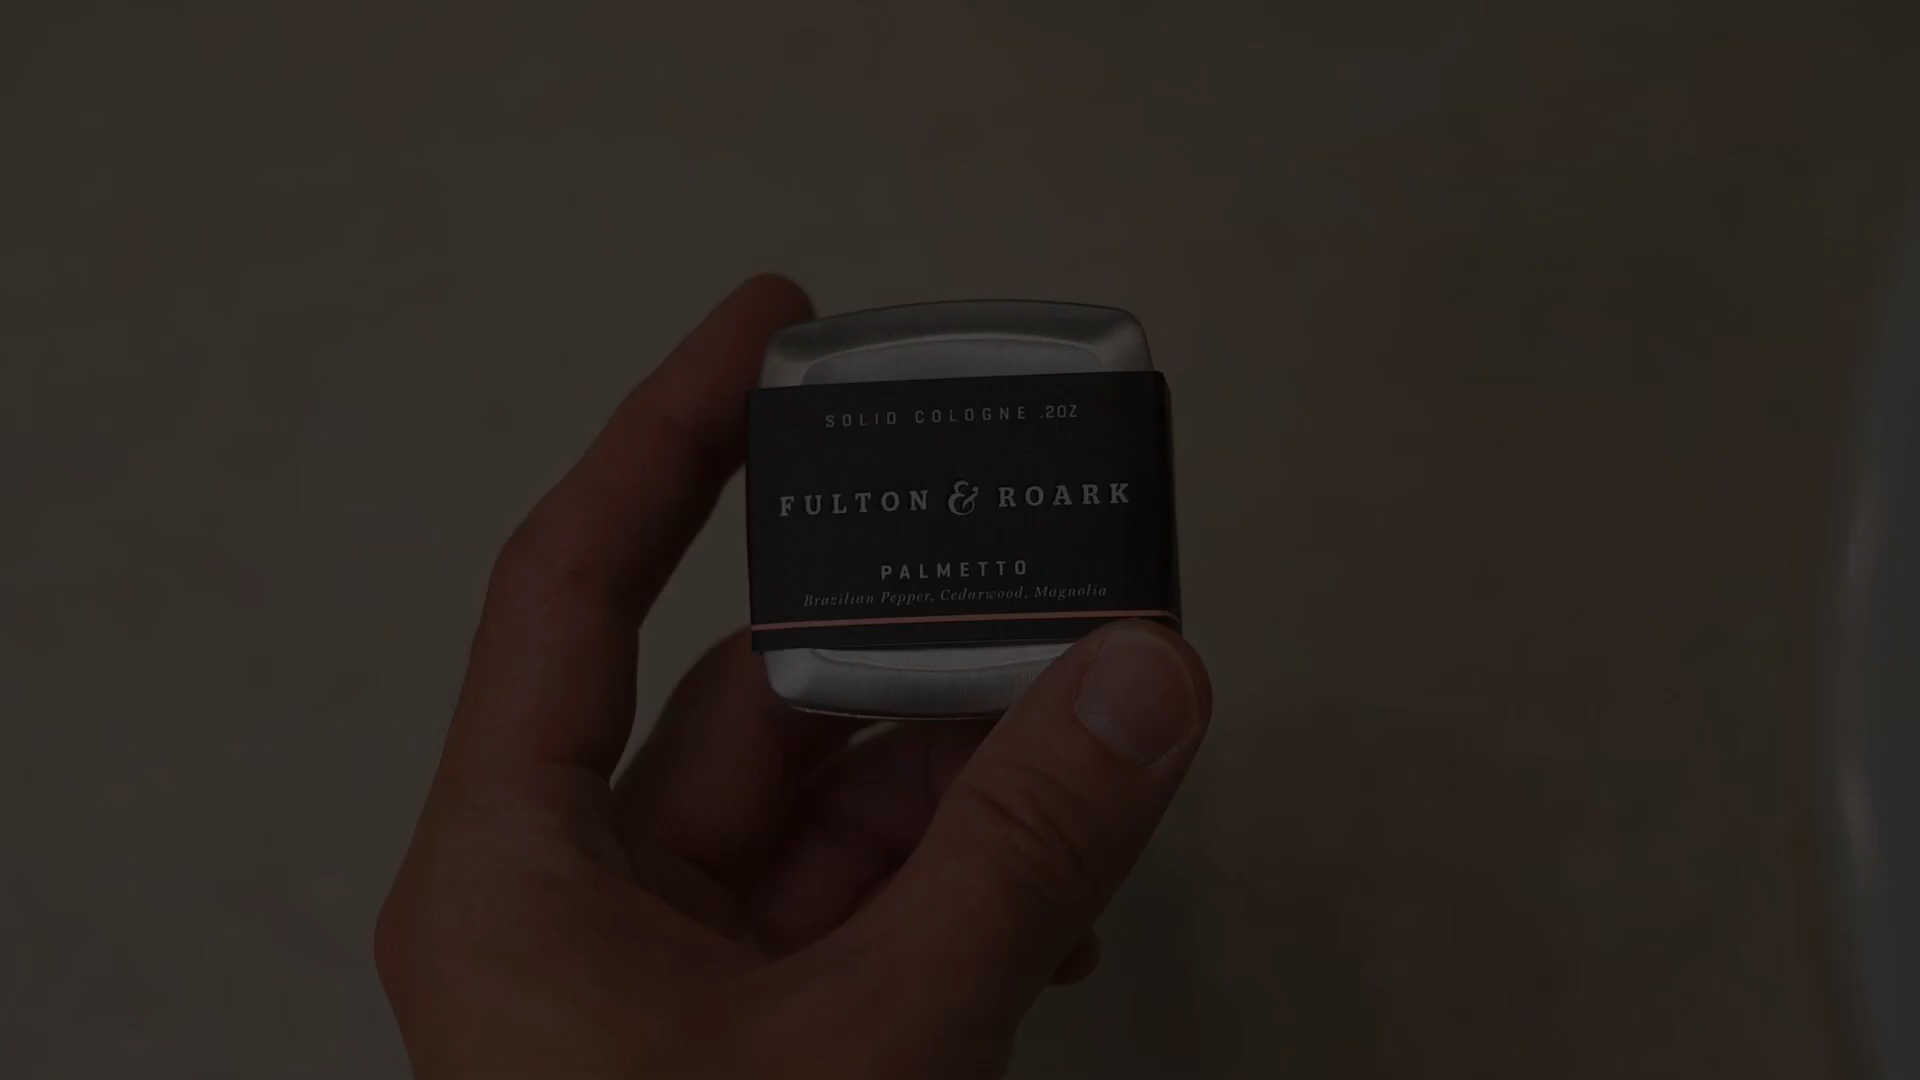 SOLID COLOGNE .2OZ
FULTON & ROARK
PALMETTO
Brazilian Pepper, Cedarwood, Magnolia